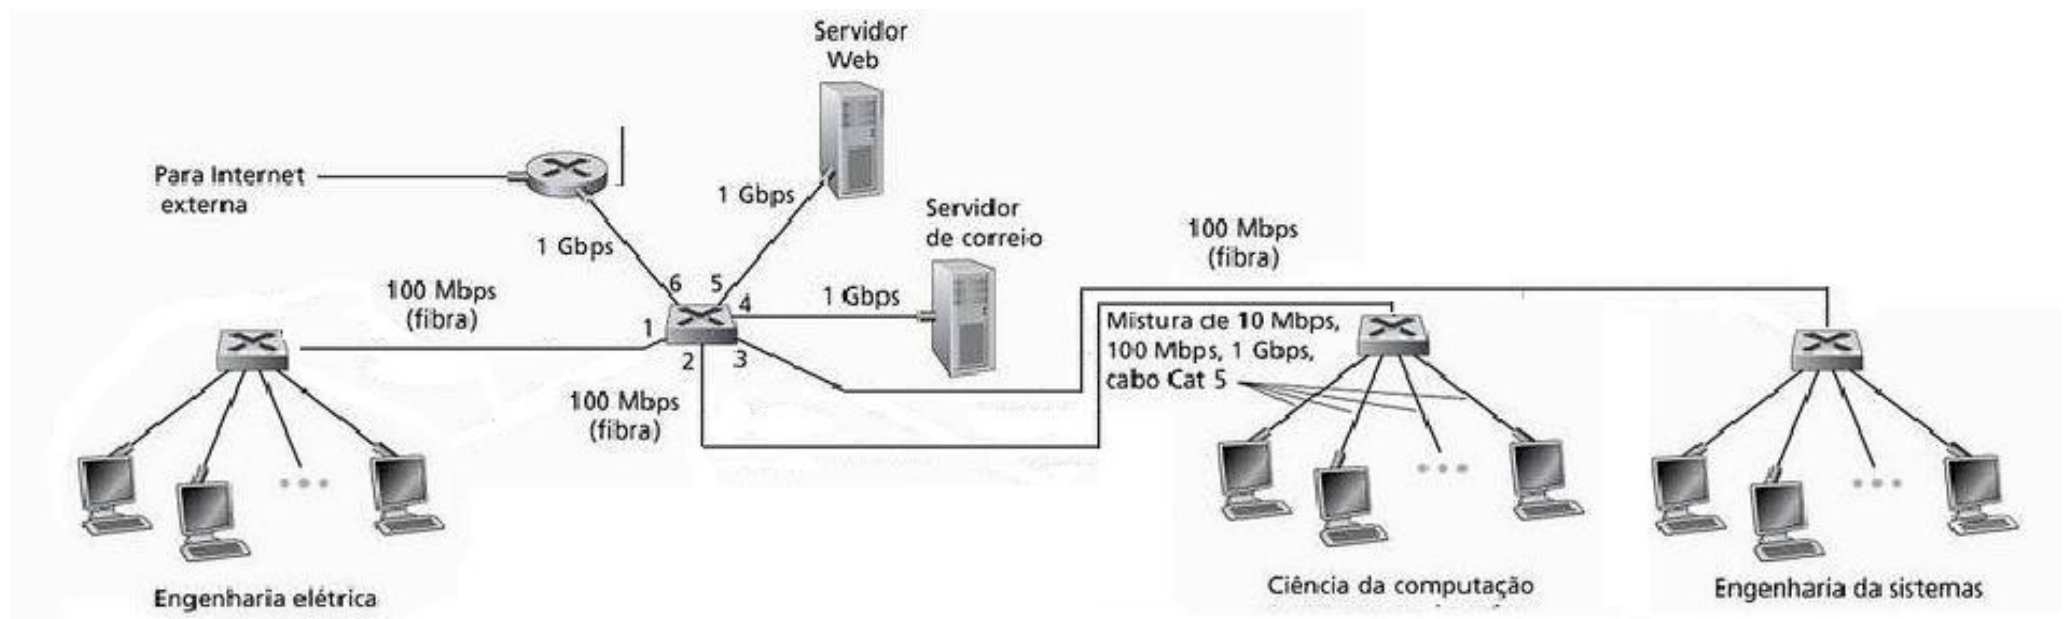 Servidor
Web
Para Internet
externa
1 Gbps
1 Gbps
Servidor
de correio
100 Mbps
(fibra)
100 Mbps
(fibra)
6
5
4
1 Gbps
1
2
3
Mistura de 10 Mbps,
100 Mbps, 1 Gbps,
cabo Cat 5
100 Mbps
(fibra)
Engenharia elétrica
Ciência da computação
Engenharia da sistemas